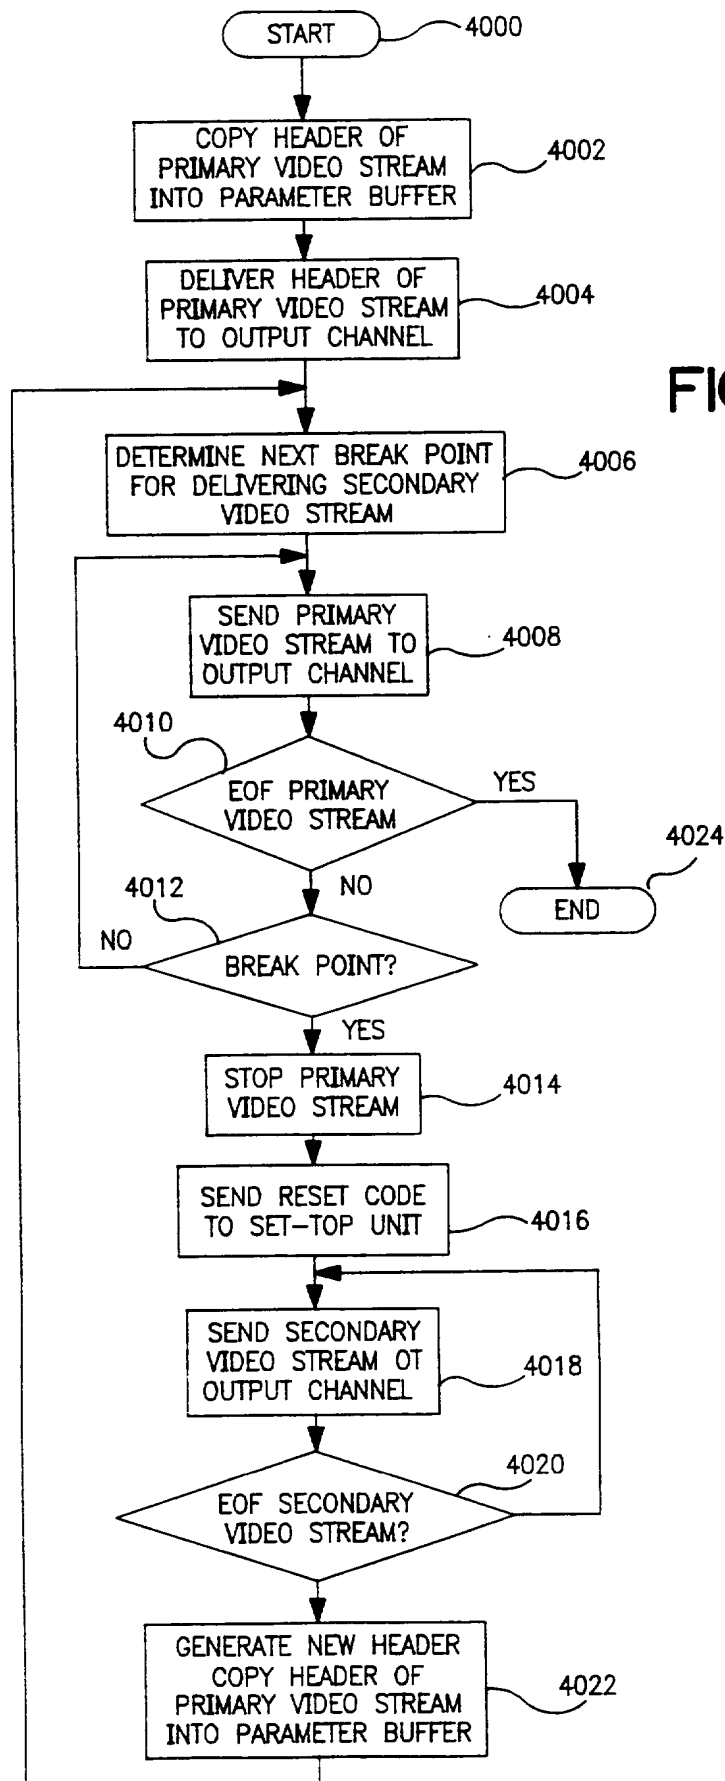 START
4000
COPY HEADER OF
PRIMARY VIDEO STREAM
INTO PARAMETER BUFFER
4002
DELIVER HEADER OF
PRIMARY VIDEO STREAM
TO OUTPUT CHANNEL
4004
DETERMINE NEXT BREAK POINT
FOR DELIVERING SECONDARY
VIDEO STREAM
4006
SEND PRIMARY
VIDEO STREAM TO
OUTPUT CHANNEL
4008
4010
EOF PRIMARY
VIDEO STREAM
YES
NO
4024
END
4012
BREAK POINT?
NO
YES
STOP PRIMARY
VIDEO STREAM
4014
SEND RESET CODE
TO SET-TOP UNIT
4016
SEND SECONDARY
VIDEO STREAM OT
OUTPUT CHANNEL
4018
EOF SECONDARY
VIDEO STREAM?
4020
GENERATE NEW HEADER
COPY HEADER OF
PRIMARY VIDEO STREAM
INTO PARAMETER BUFFER
4022